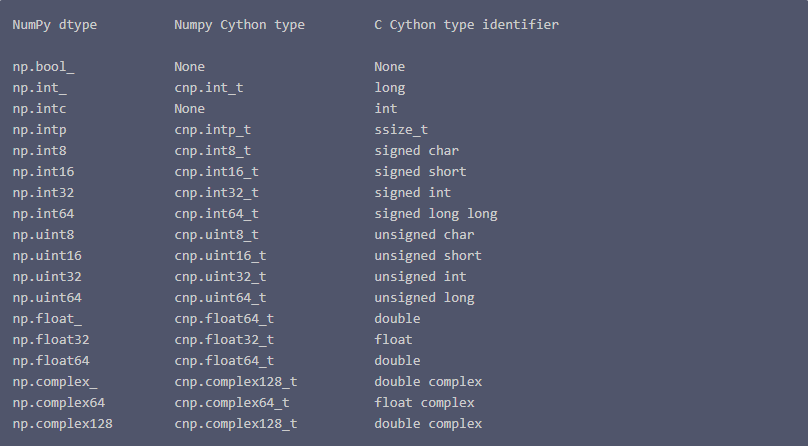 NumPy dtype          Numpy Cython type         C Cython type identifier
np.bool_             None                      None
np.int_              cnp.int_t                 long
np.intc              None                      int
np.intp              cnp.intp_t                ssize_t
np.int8              cnp.int8_t                signed char
np.int16             cnp.int16_t               signed short
np.int32             cnp.int32_t               signed int
np.int64             cnp.int64_t               signed long long
np.uint8             cnp.uint8_t               unsigned char
np.uint16            cnp.uint16_t              unsigned short
np.uint32            cnp.uint32_t              unsigned int
np.uint64            cnp.uint64_t              unsigned long
np.float_            cnp.float64_t             double
np.float32           cnp.float32_t             float
np.float64           cnp.float64_t             double
np.complex_          cnp.complex128_t          double complex
np.complex64         cnp.complex64_t           float complex
np.complex128        cnp.complex128_t          double complex